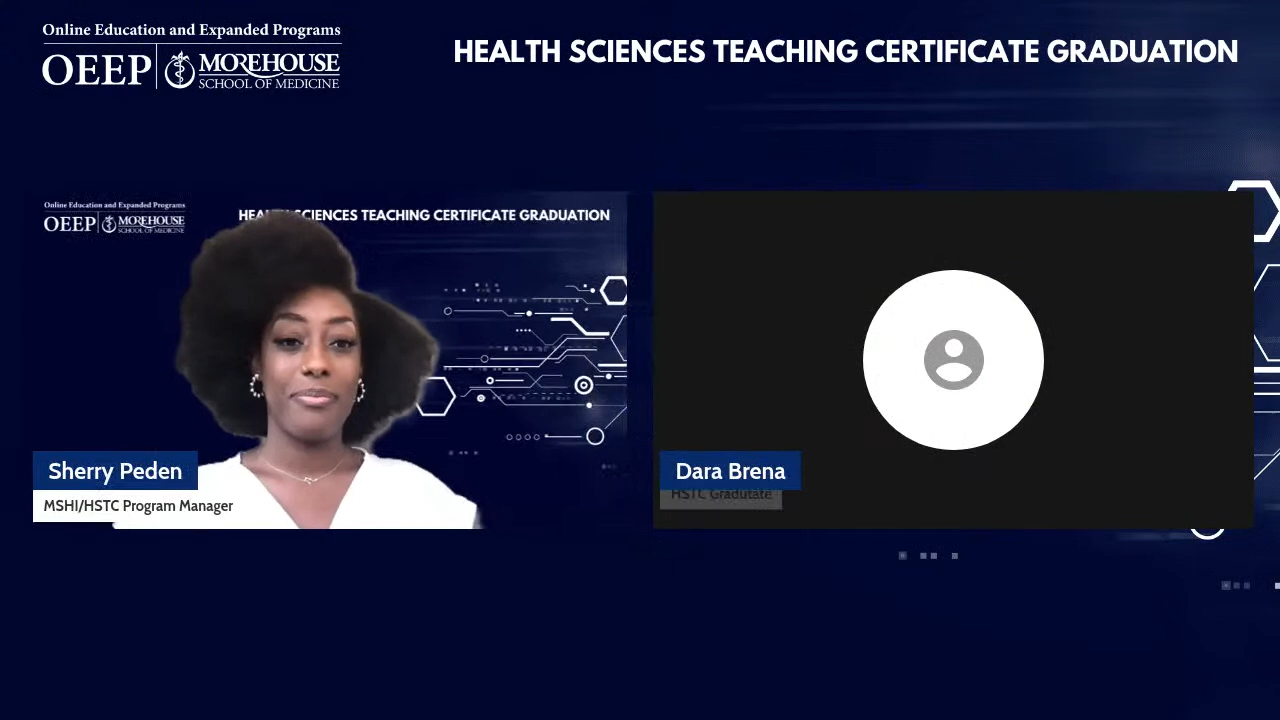 Online Education and Expanded Programs
OEEP
MOREHOUSE
SCHOOL OF MEDICINE
HEALTH SCIENCES TEACHING CERTIFICATE GRADUATION
Online Education and Expanded Programs
OEEP
MOREHOUSE
SCHOOL OF MEDICINE
SCIENCES TEACHING CERTIFICATE GRADUATION
Sherry Peden
MSHI/HSTC Program Manager
Dara Brena
HSTC Gradutate